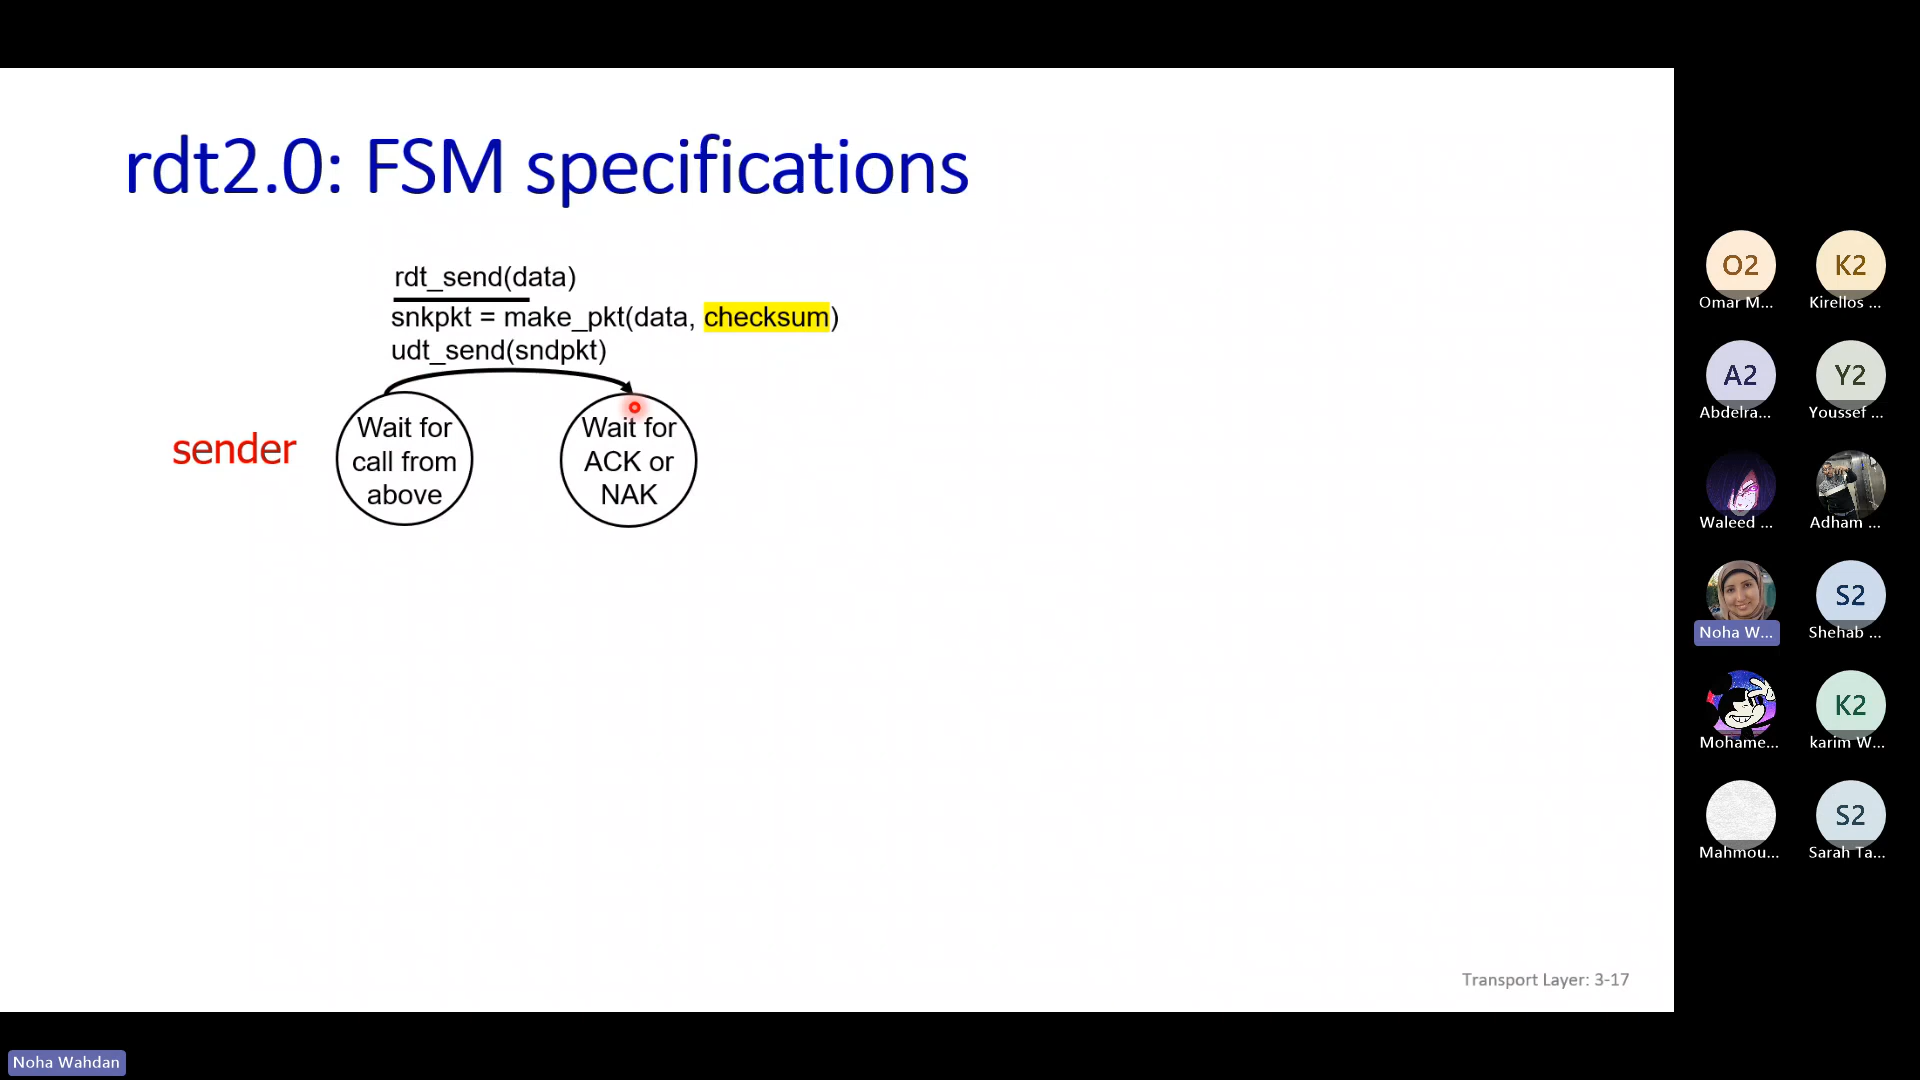 rdt2.0: FSM specifications
rdt_send(data)
snkpkt = make_pkt(data, checksum)
udt_send(sndpkt)
sender
Wait for
call from
above
Wait for
ACK or
NAK
Transport Layer: 3-17
O2
K2
Omar M...
Kirellos ...
A2
Y2
Abdelra...
Youssef ...
Waleed ...
Adham ...
S2
Noha W...
Shehab ...
K2
Mohame...
karim W...
S2
Mahmou...
Sarah Ta...
Noha Wahdan